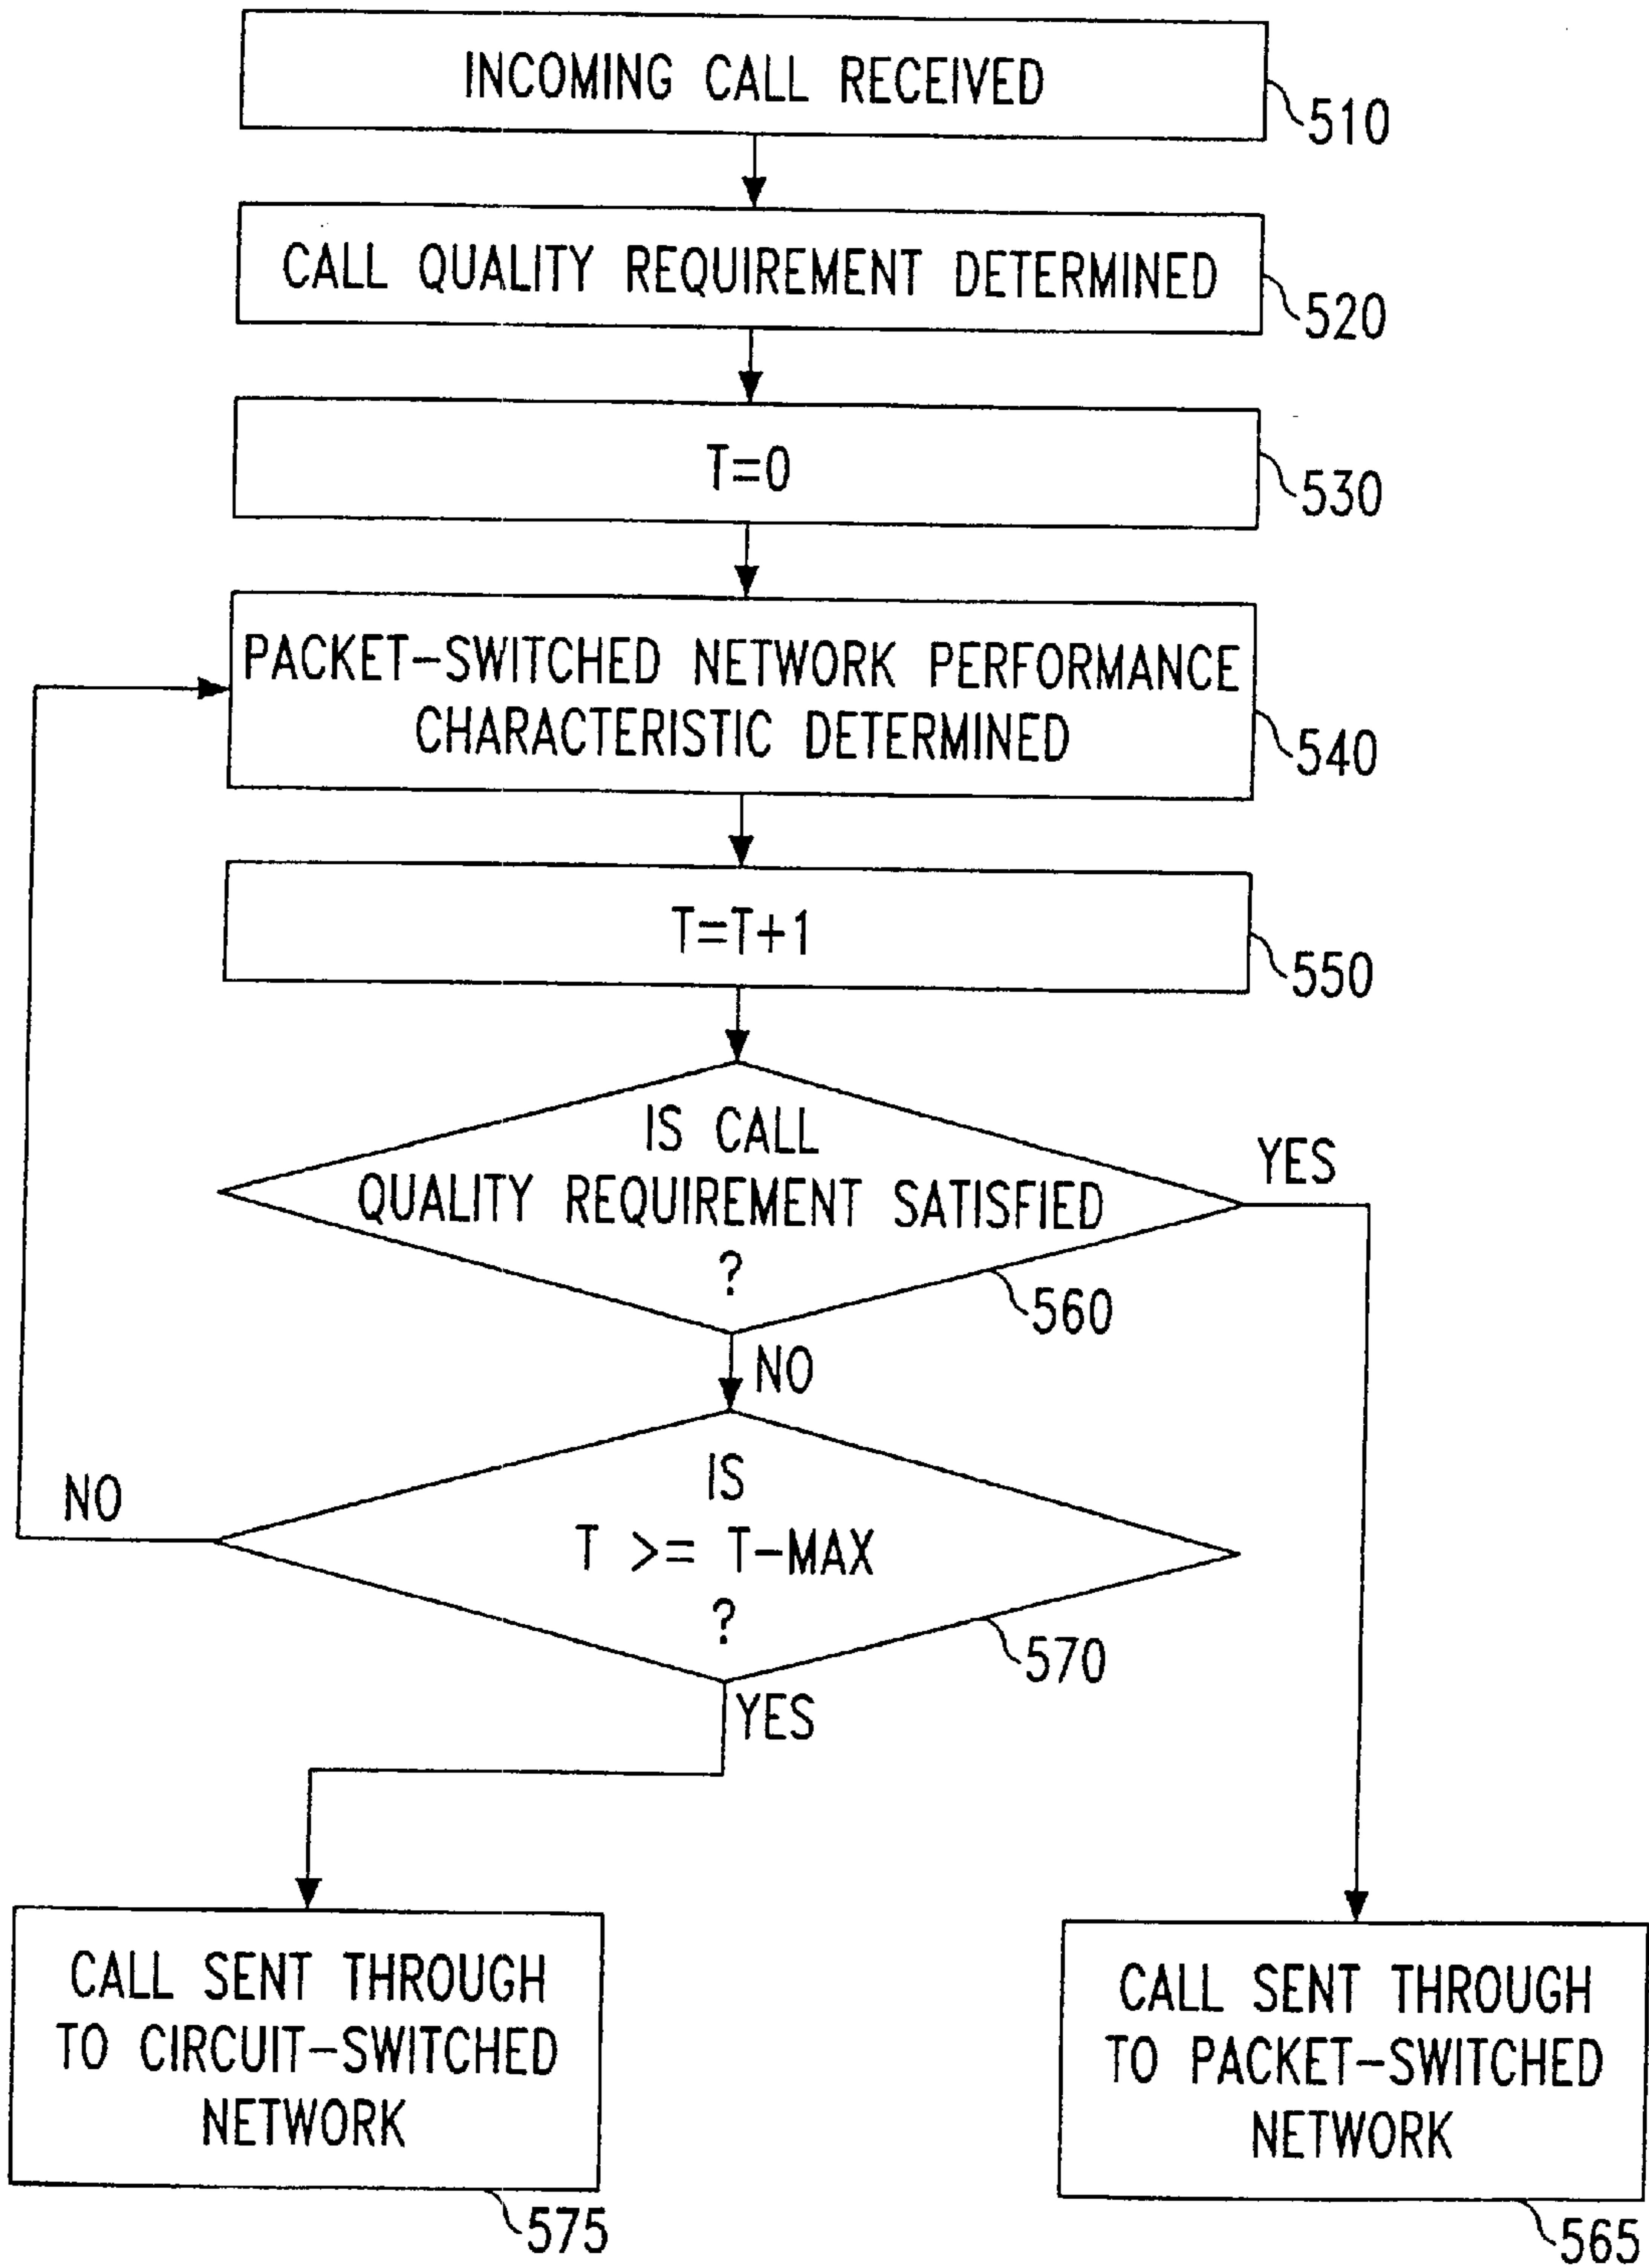 INCOMING CALL RECEIVED
510
CALL QUALITY REQUIREMENT DETERMINED
520
T=0
530
PACKET-SWITCHED NETWORK PERFORMANCE
CHARACTERISTIC DETERMINED
540
T=T+1
550
IS CALL
QUALITY REQUIREMENT SATISFIED
?
YES
560
NO
IS
T >= T-MAX
?
NO
570
YES
CALL SENT THROUGH
TO CIRCUIT-SWITCHED
NETWORK
575
CALL SENT THROUGH
TO PACKET-SWITCHED
NETWORK
565